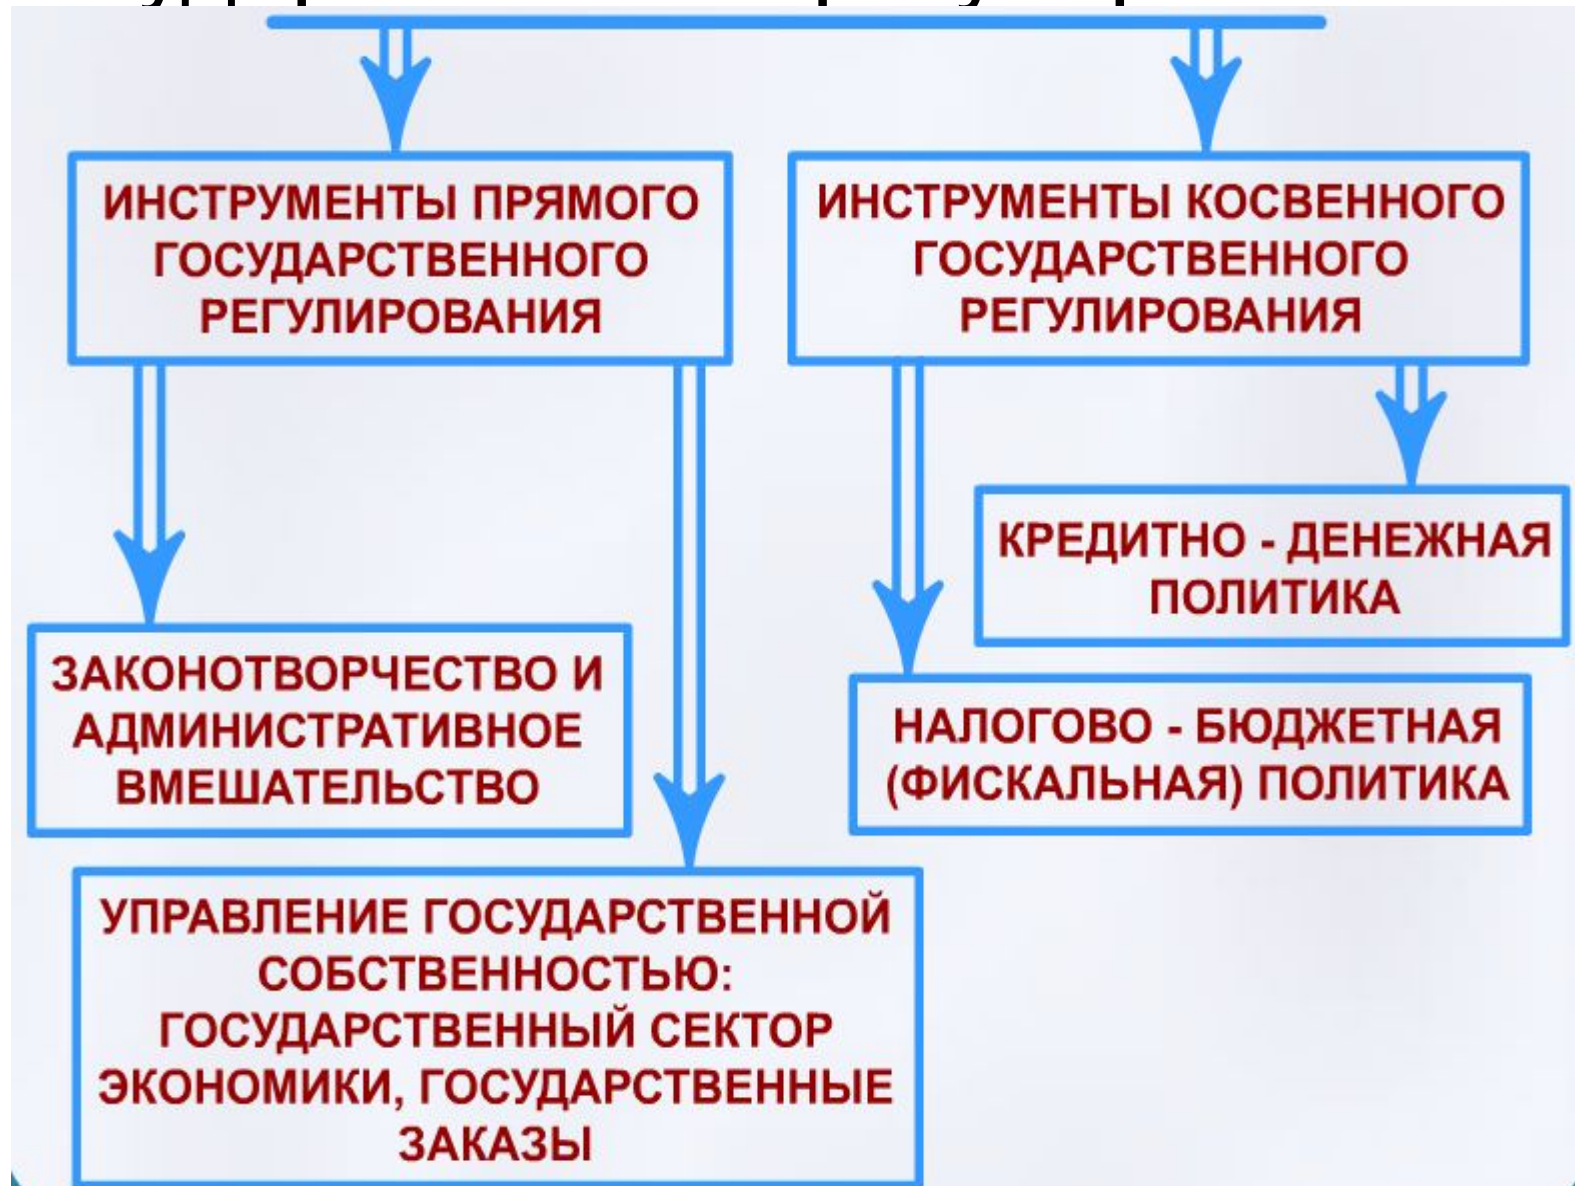 ИНСТРУМЕНТЫ ПРЯМОГО
ГОСУДАРСТВЕННОГО
РЕГУЛИРОВАНИЯ
ИНСТРУМЕНТЫ КОСВЕННОГО
ГОСУДАРСТВЕННОГО
РЕГУЛИРОВАНИЯ
КРЕДИТНО - ДЕНЕЖНАЯ
ПОЛИТИКА
ЗАКОНОТВОРЧЕСТВО И
АДМИНИСТРАТИВНОЕ
ВМЕШАТЕЛЬСТВО
НАЛОГОВО - БЮДЖЕТНАЯ
(ФИСКАЛЬНАЯ) ПОЛИТИКА
УПРАВЛЕНИЕ ГОСУДАРСТВЕННОЙ
СОБСТВЕННОСТЬЮ:
ГОСУДАРСТВЕННЫЙ СЕКТОР
ЭКОНОМИКИ, ГОСУДАРСТВЕННЫЕ
ЗАКАЗЫ